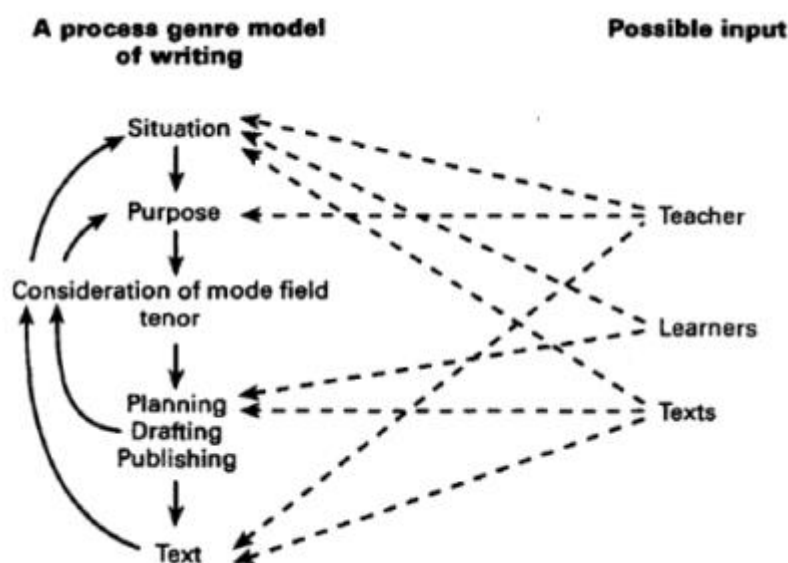 A process genre model
of writing
Possible input
Situation
Purpose
Teacher
Consideration of mode field
tenor
Learners
Planning
Drafting
Publishing
Texts
Text